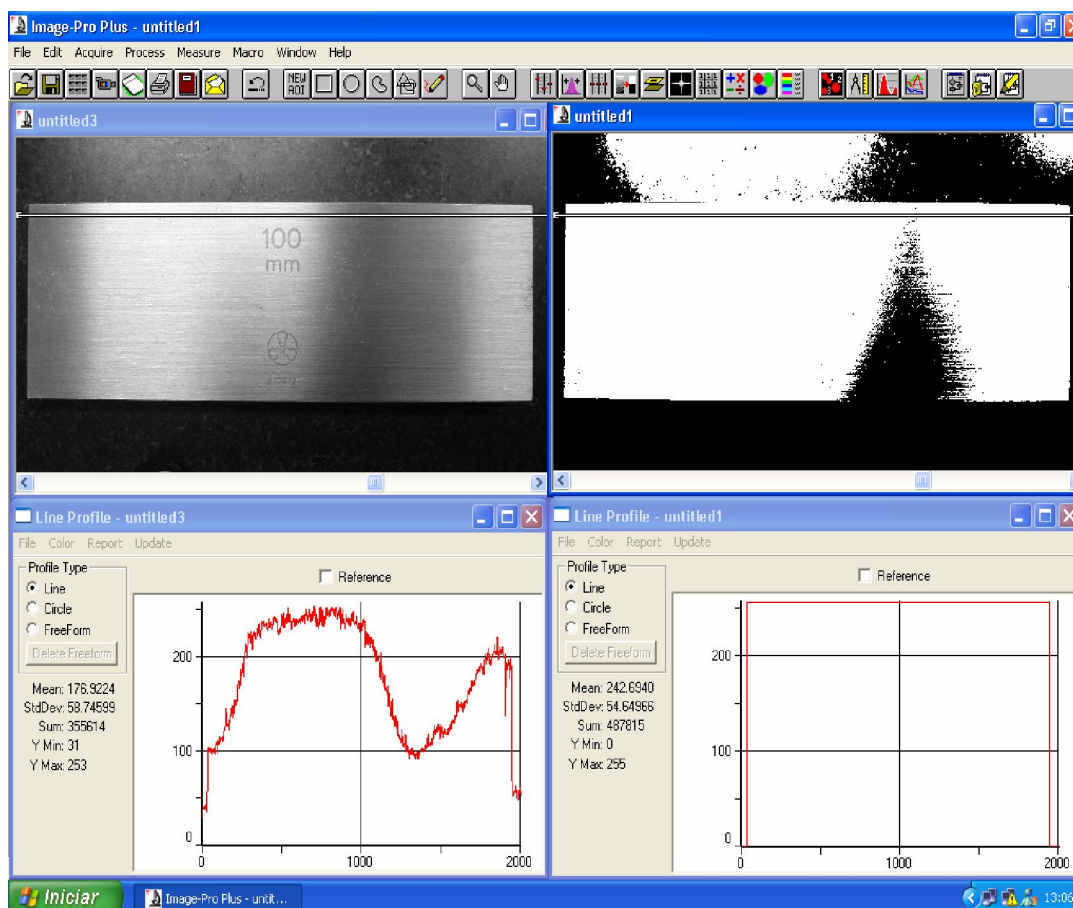 Image-Pro Plus - untitled1
File Edit Acquire Process Measure Macro Window Help
NEW AOI
untitled3
100
mm
untitled1
Line Profile - untitled3
File Color Report Update
Profile Type
Line
Circle
FreeForm
Delete Freeform
Mean: 176.9224
StdDev: 58.74599
Sum: 355614
Y Min: 31
Y Max: 253
Reference
200
100
0
0 1000 2000
Line Profile - untitled1
File Color Report Update
Profile Type
Line
Circle
FreeForm
Delete Freeform
Mean: 242.6940
StdDev: 54.64966
Sum: 487815
Y Min: 0
Y Max: 255
Reference
200
100
0
0 1000 2000
Iniciar
Image-Pro Plus - untit...
13:06